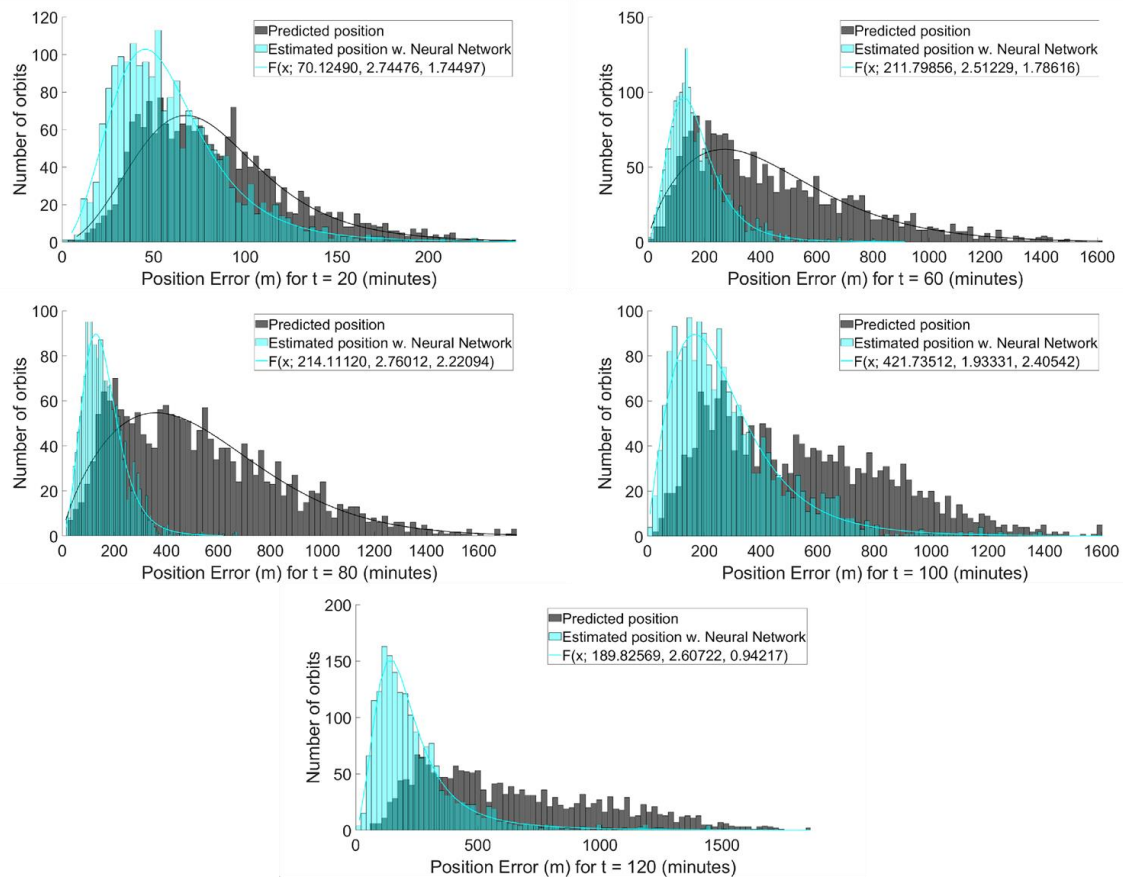 120
100
80
60
40
20
0
Number of orbits
Predicted position
Estimated position w. Neural Network
F(x; 70.12490, 2.74476, 1.74497)
0 50 100 150 200
Position Error (m) for t = 20 (minutes)
150
100
50
0
Number of orbits
Predicted position
Estimated position w. Neural Network
F(x; 211.79856, 2.51229, 1.78616)
0 200 400 600 800 1000 1200 1400 1600
Position Error (m) for t = 60 (minutes)
100
80
60
40
20
0
Number of orbits
Predicted position
Estimated position w. Neural Network
F(x; 214.11120, 2.76012, 2.22094)
0 200 400 600 800 1000 1200 1400 1600
Position Error (m) for t = 80 (minutes)
100
80
60
40
20
0
Number of orbits
Predicted position
Estimated position w. Neural Network
F(x; 421.73512, 1.93331, 2.40542)
0 200 400 600 800 1000 1200 1400 1600
Position Error (m) for t = 100 (minutes)
200
150
100
50
0
Number of orbits
Predicted position
Estimated position w. Neural Network
F(x; 189.82569, 2.60722, 0.94217)
0 500 1000 1500
Position Error (m) for t = 120 (minutes)